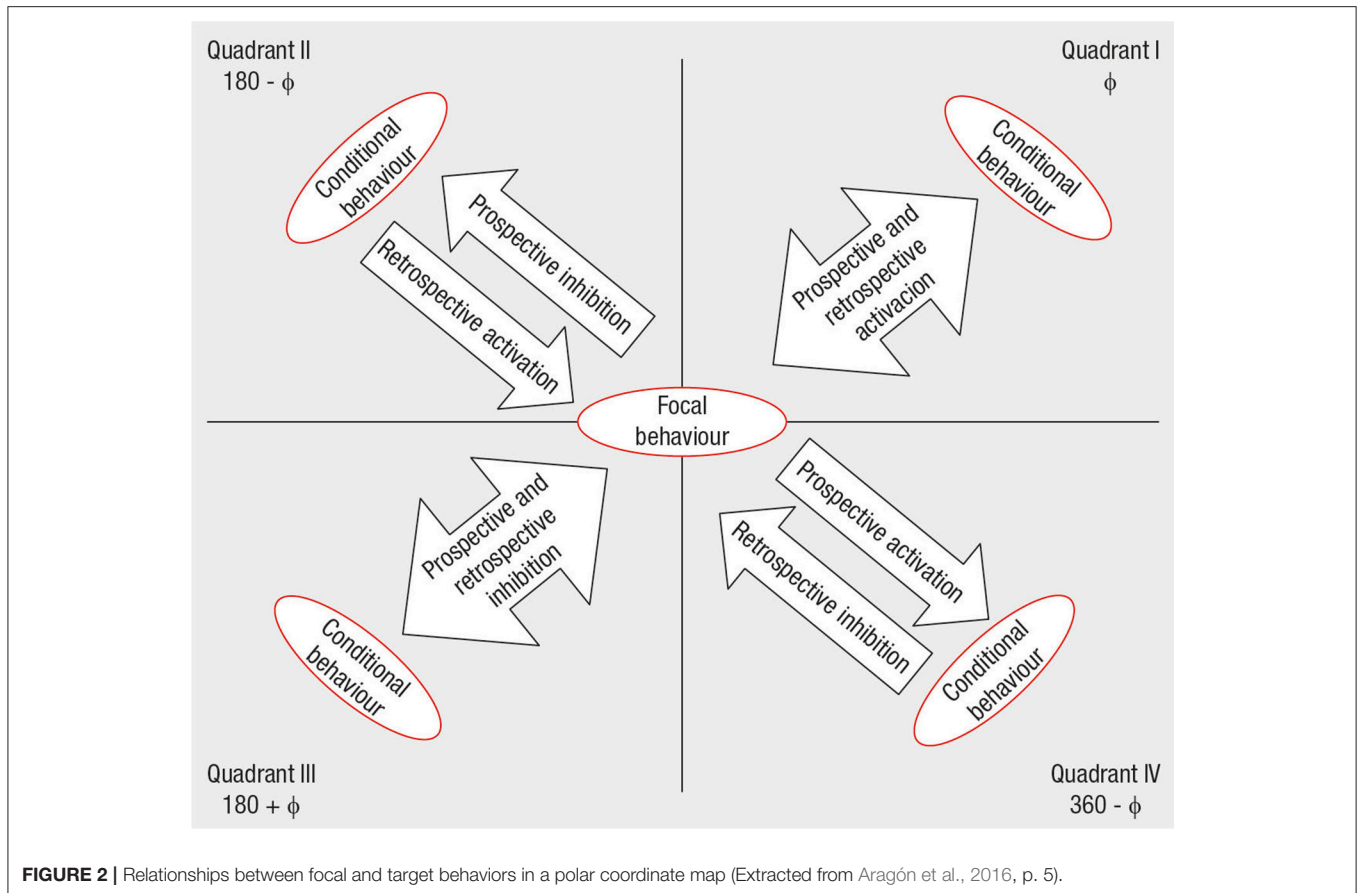 Quadrant II
180 - ϕ
Quadrant I
ϕ
Conditional
behaviour
Prospective inhibition
Retrospective activation
Conditional
behaviour
Prospective and
retrospective
activacion
Focal
behaviour
Prospective and
retrospective
inhibition
Conditional
behaviour
Prospective activation
Retrospective inhibition
Conditional
behaviour
Quadrant III
180 + ϕ
Quadrant IV
360 - ϕ
FIGURE 2 | Relationships between focal and target behaviors in a polar coordinate map (Extracted from Aragón et al., 2016, p. 5).